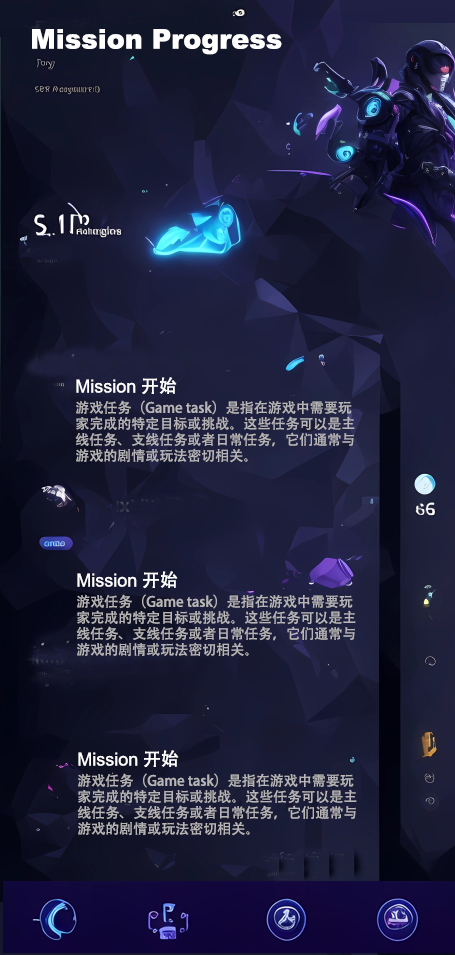 Mission Progress
Mission 开始
游戏任务（Game task）是指在游戏中需要玩
家完成的特定目标或挑战。这些任务可以是主
线任务、支线任务或者日常任务，它们通常与
游戏的剧情或玩法密切相关。
66
Mission 开始
游戏任务（Game task）是指在游戏中需要玩
家完成的特定目标或挑战。这些任务可以是主
线任务、支线任务或者日常任务，它们通常与
游戏的剧情或玩法密切相关。
Mission 开始
游戏任务（Game task）是指在游戏中需要玩
家完成的特定目标或挑战。这些任务可以是主
线任务、支线任务或者日常任务，它们通常与
游戏的剧情或玩法密切相关。